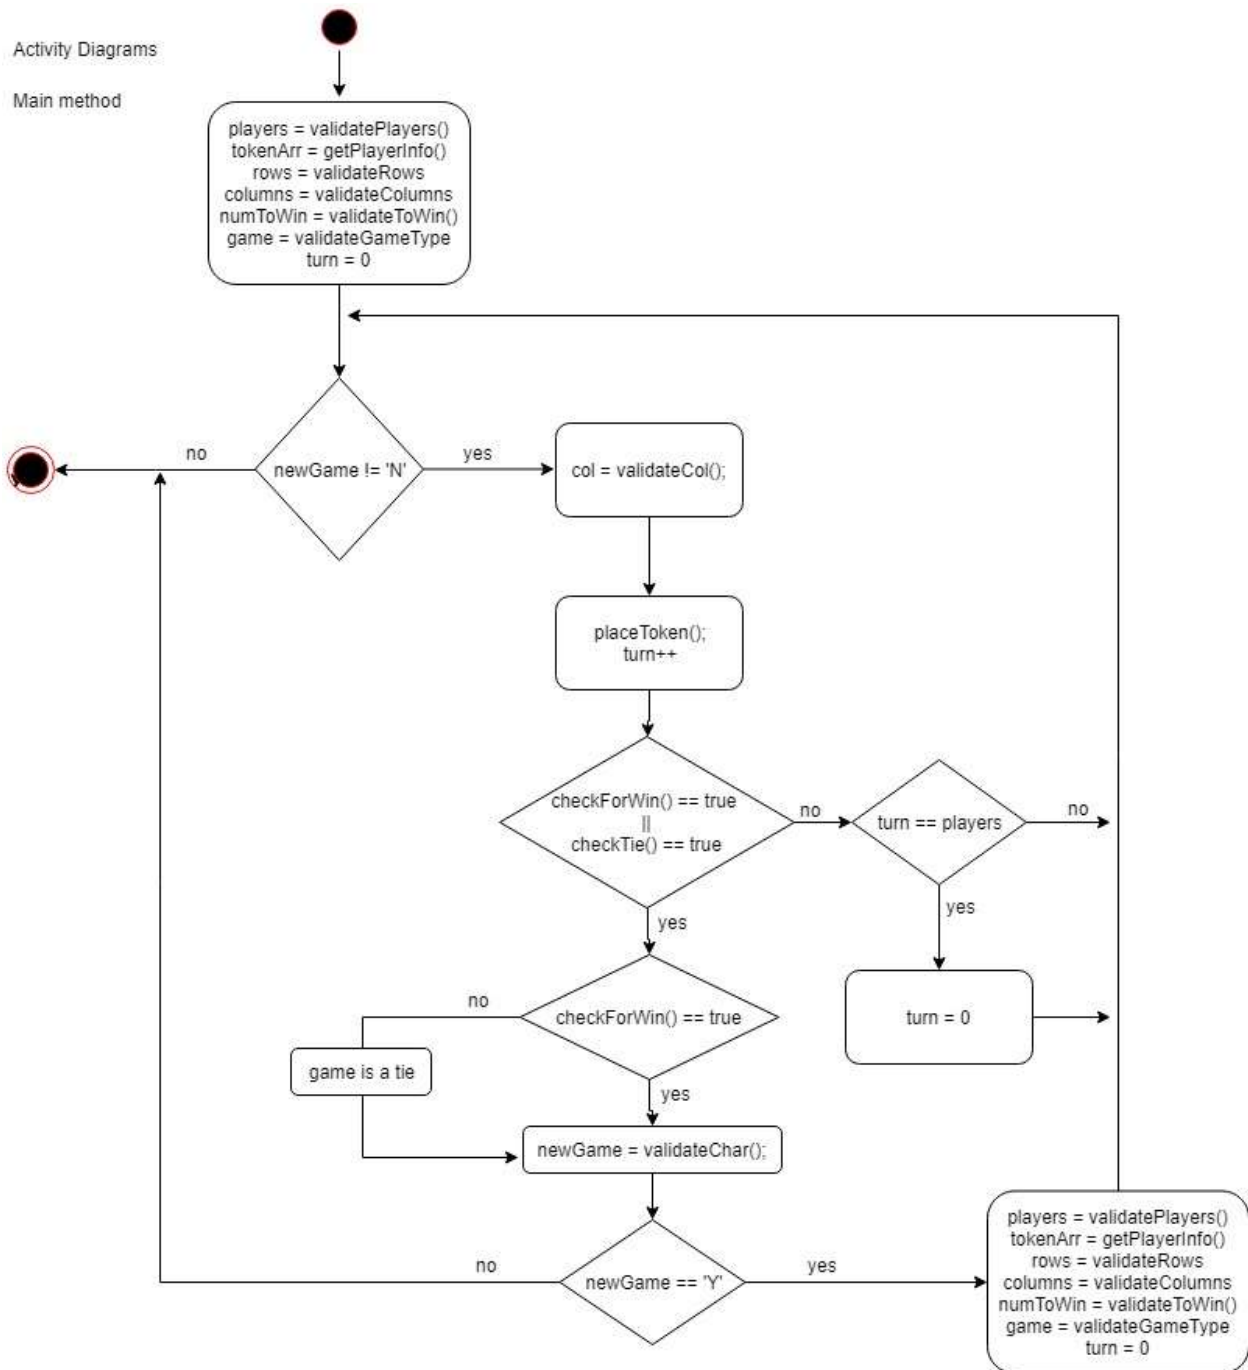 Activity Diagrams
Main method
players = validatePlayers()
tokenArr = getPlayerInfo()
rows = validateRows
columns = validateColumns
numToWin = validateToWin()
game = validateGameType
turn = 0
no
newGame != 'N'
yes
col = validateCol();
placeToken();
turn++
checkForWin() == true
||
checkTie() == true
no
turn == players
no
yes
yes
no
checkForWin() == true
turn = 0
game is a tie
yes
newGame = validateChar();
no
newGame == 'Y'
yes
players = validatePlayers()
tokenArr = getPlayerInfo()
rows = validateRows
columns = validateColumns
numToWin = validateToWin()
game = validateGameType
turn = 0